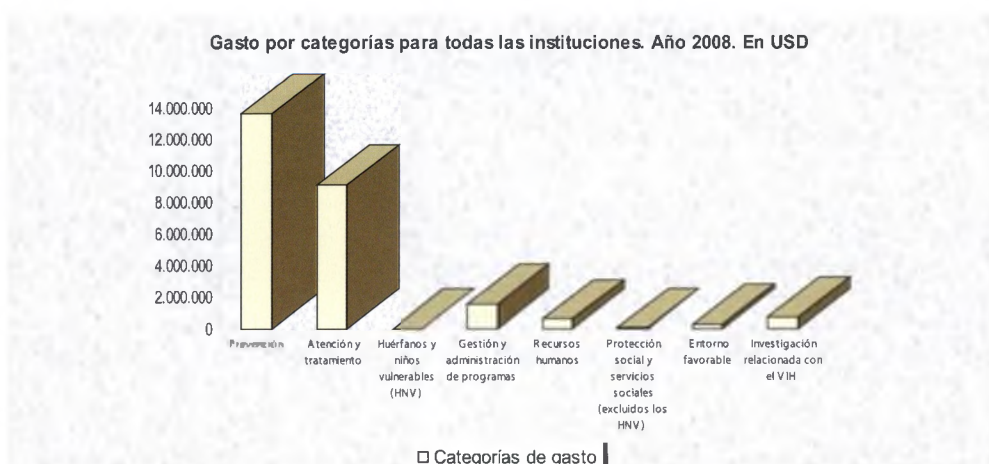 Gasto por categorías para todas las instituciones. Año 2008. En USD
14.000.000
12.000.000
10.000.000
8.000.000
6.000.000
4.000.000
2.000.000
0
Prevención
Atención y
tratamiento
Huérfanos y
niños
vulnerables
(HNV)
Gestión y
administración
de programas
Recursos
humanos
Protección
social y
servicios
sociales
(excluidos los
HNV)
Entorno
favorable
Investigación
relacionada con
el VIH
Categorías de gasto